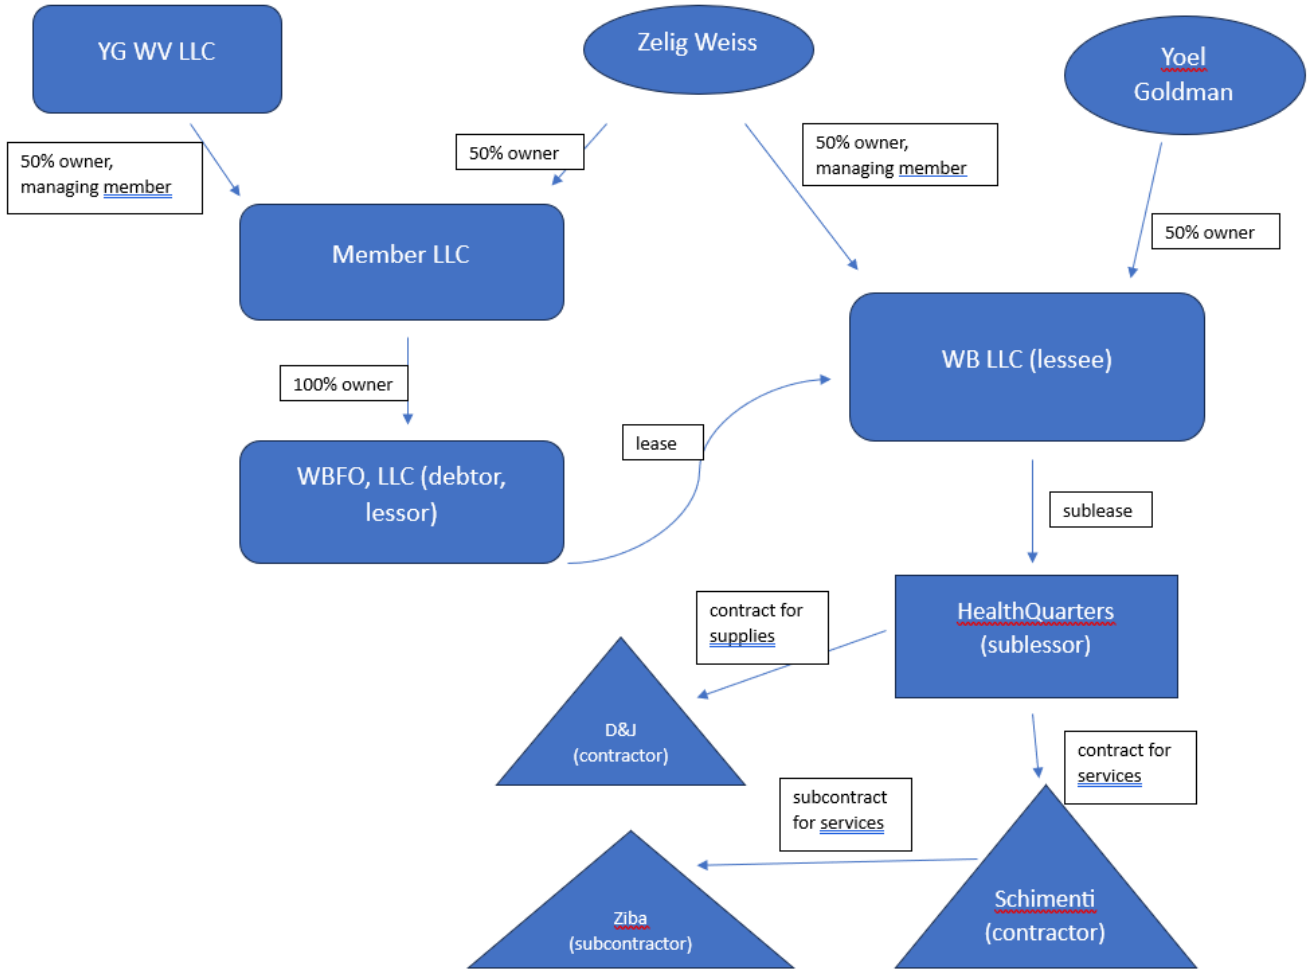 YG WV LLC
Zelig Weiss
Yoel
Goldman
50% owner,
managing member
50% owner
50% owner,
managing member
50% owner
Member LLC
WB LLC (lessee)
100% owner
lease
WBFO, LLC (debtor,
lessor)
sublease
HealthQuarters
(sublessor)
contract for
supplies
D&J
(contractor)
contract for
services
subcontract
for services
Schimenti
(contractor)
Ziba
(subcontractor)